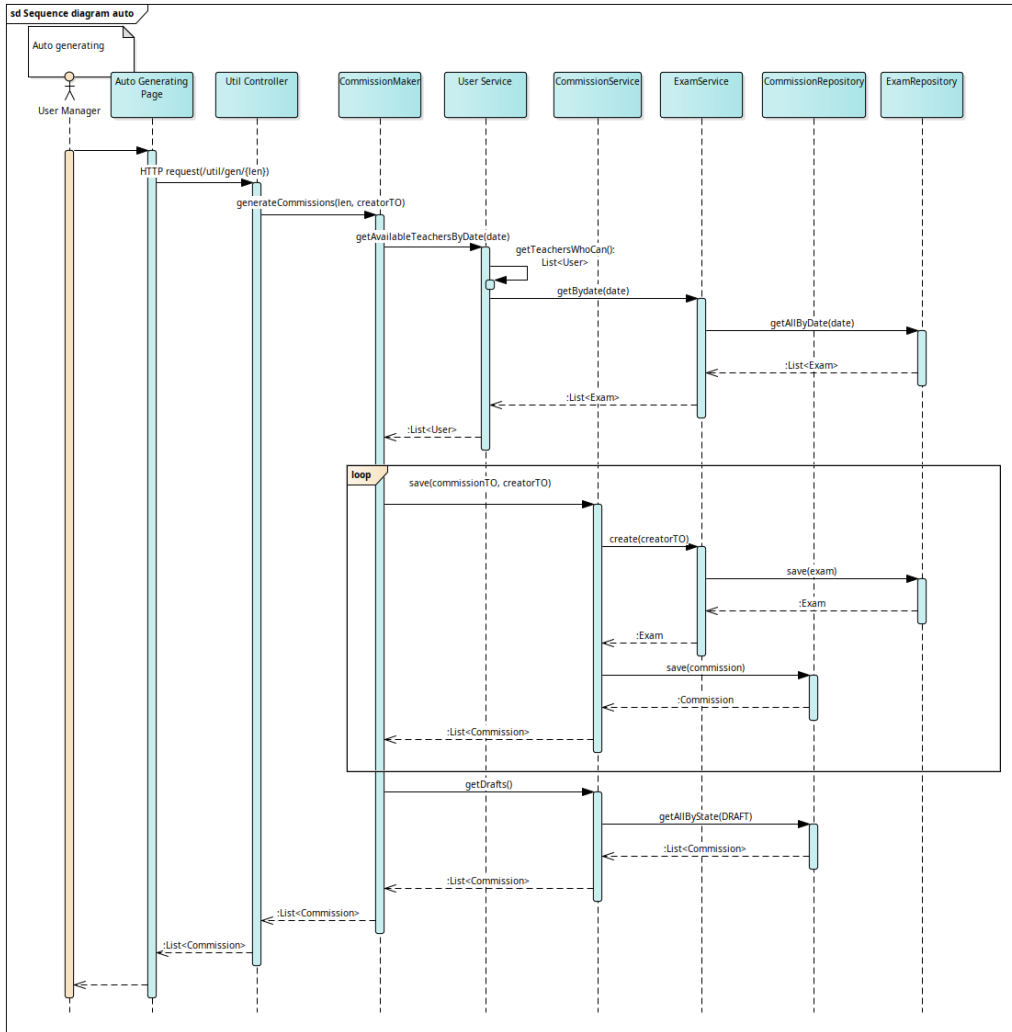 sd Sequence diagram auto
Auto generating
User Manager
Auto Generating
Page
Util Controller
CommissionMaker
User Service
CommissionService
ExamService
CommissionRepository
ExamRepository
HTTP request(/util/gen/{len})
generateCommissions(len, creatorTO)
getAvailableTeachersByDate(date)
getTeachersWhoCan():
List<User>
getBydate(date)
getAllByDate(date)
:List<Exam>
:List<Exam>
:List<User>
loop
save(commissionTO, creatorTO)
create(creatorTO)
save(exam)
:Exam
:Exam
save(commission)
:Commission
:List<Commission>
getDrafts()
getAllByState(DRAFT)
:List<Commission>
:List<Commission>
:List<Commission>
:List<Commission>